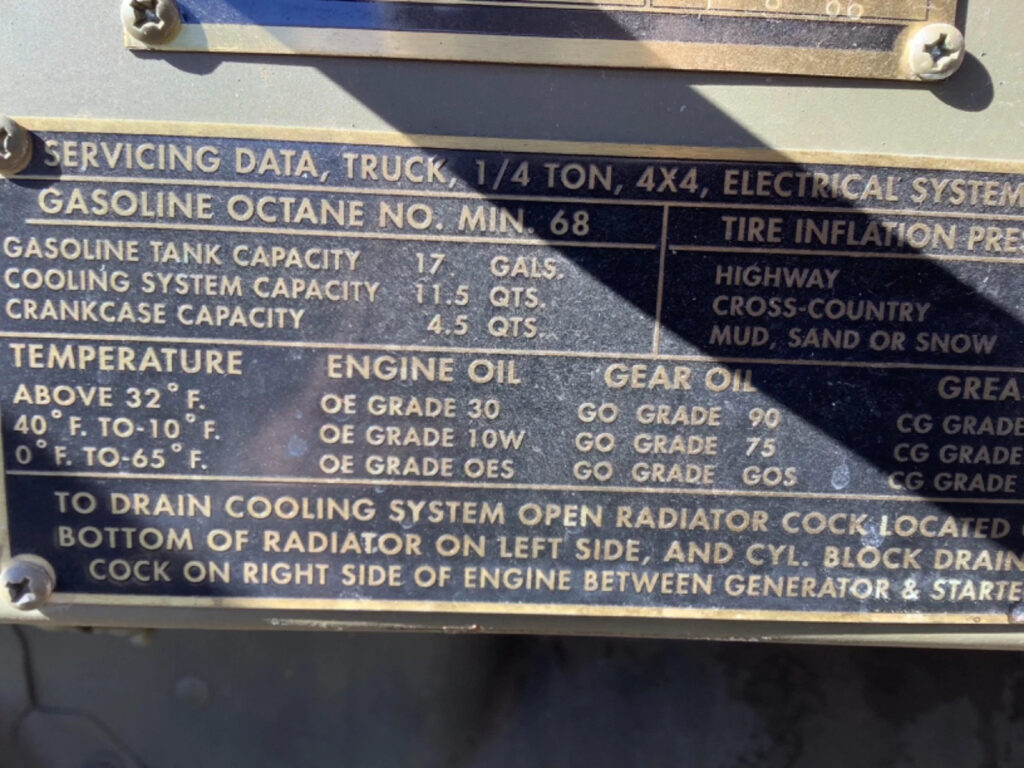 SERVICING DATA, TRUCK, 1/4 TON, 4X4, ELECTRICAL SYSTEM
GASOLINE OCTANE NO. MIN. 68
GASOLINE TANK CAPACITY 17 GALS.
COOLING SYSTEM CAPACITY 11.5 QTS.
CRANKCASE CAPACITY 4.5 QTS.
TIRE INFLATION
HIGHWAY
CROSS-COUNTRY
MUD, SAND OR SNOW
TEMPERATURE ENGINE OIL GEAR OIL
ABOVE 32° F. OE GRADE 30 GO GRADE 90 CG GRADE
40° F. TO-10° F. OE GRADE 10W GO GRADE 75 CG GRADE
0° F. TO-65° F. OE GRADE OES GO GRADE GOS CG GRADE
TO DRAIN COOLING SYSTEM OPEN RADIATOR COCK LOCATED
BOTTOM OF RADIATOR ON LEFT SIDE, AND CYL. BLOCK DRAIN
COCK ON RIGHT SIDE OF ENGINE BETWEEN GENERATOR &